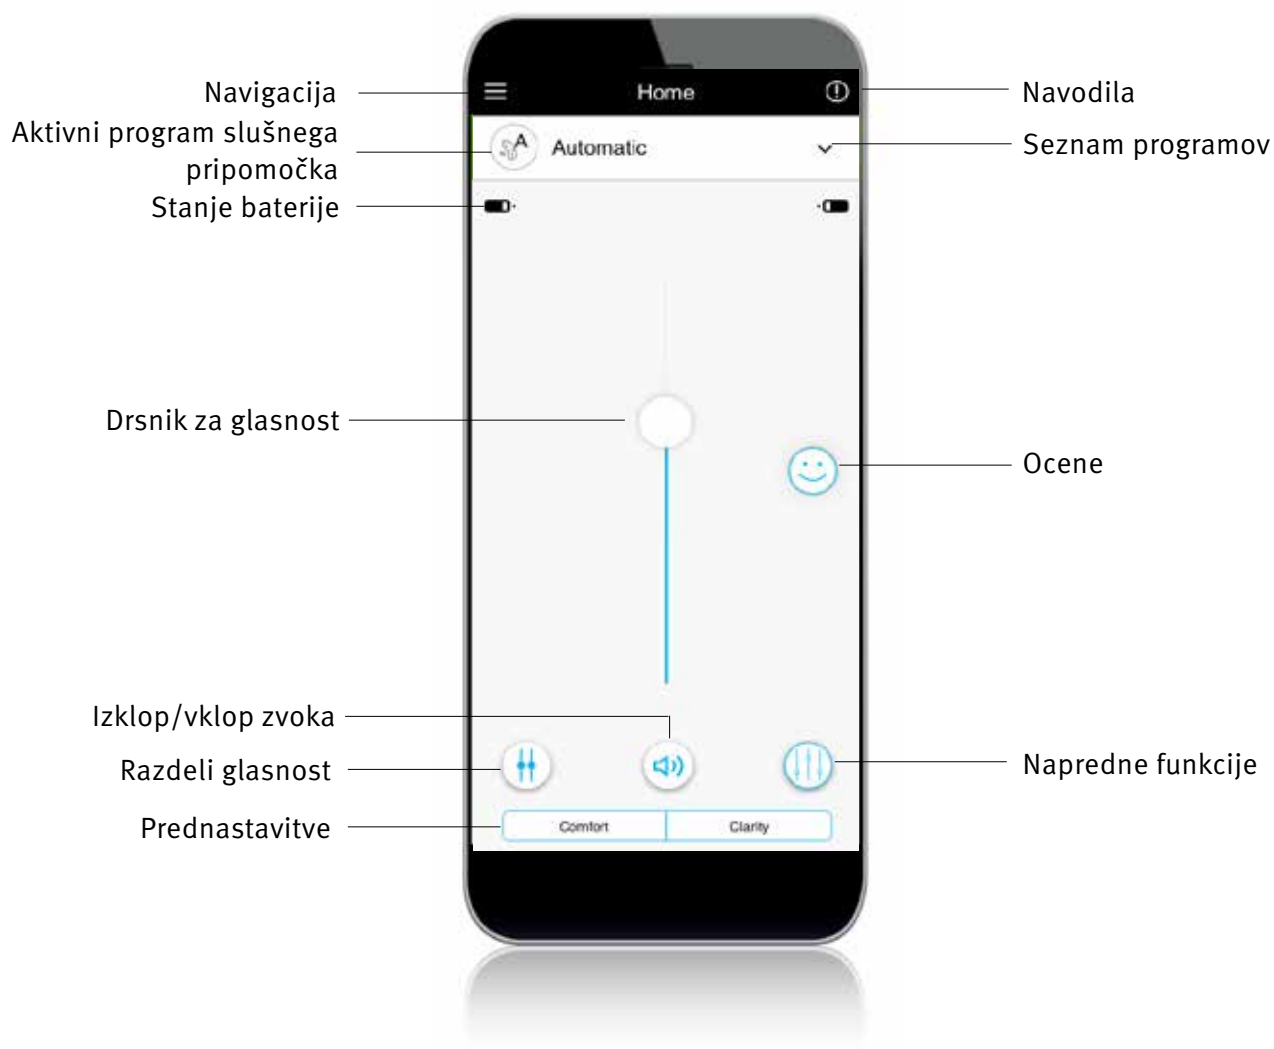 Navigacija
Home
Navodila
Aktivni program slušnega
pripomočka
A
Automatic
Seznam programov
Stanje baterije
Drsnik za glasnost
Ocene
Izklop/vklop zvoka
Razdeli glasnost
Napredne funkcije
Prednastavitve
Comfort
Clarity